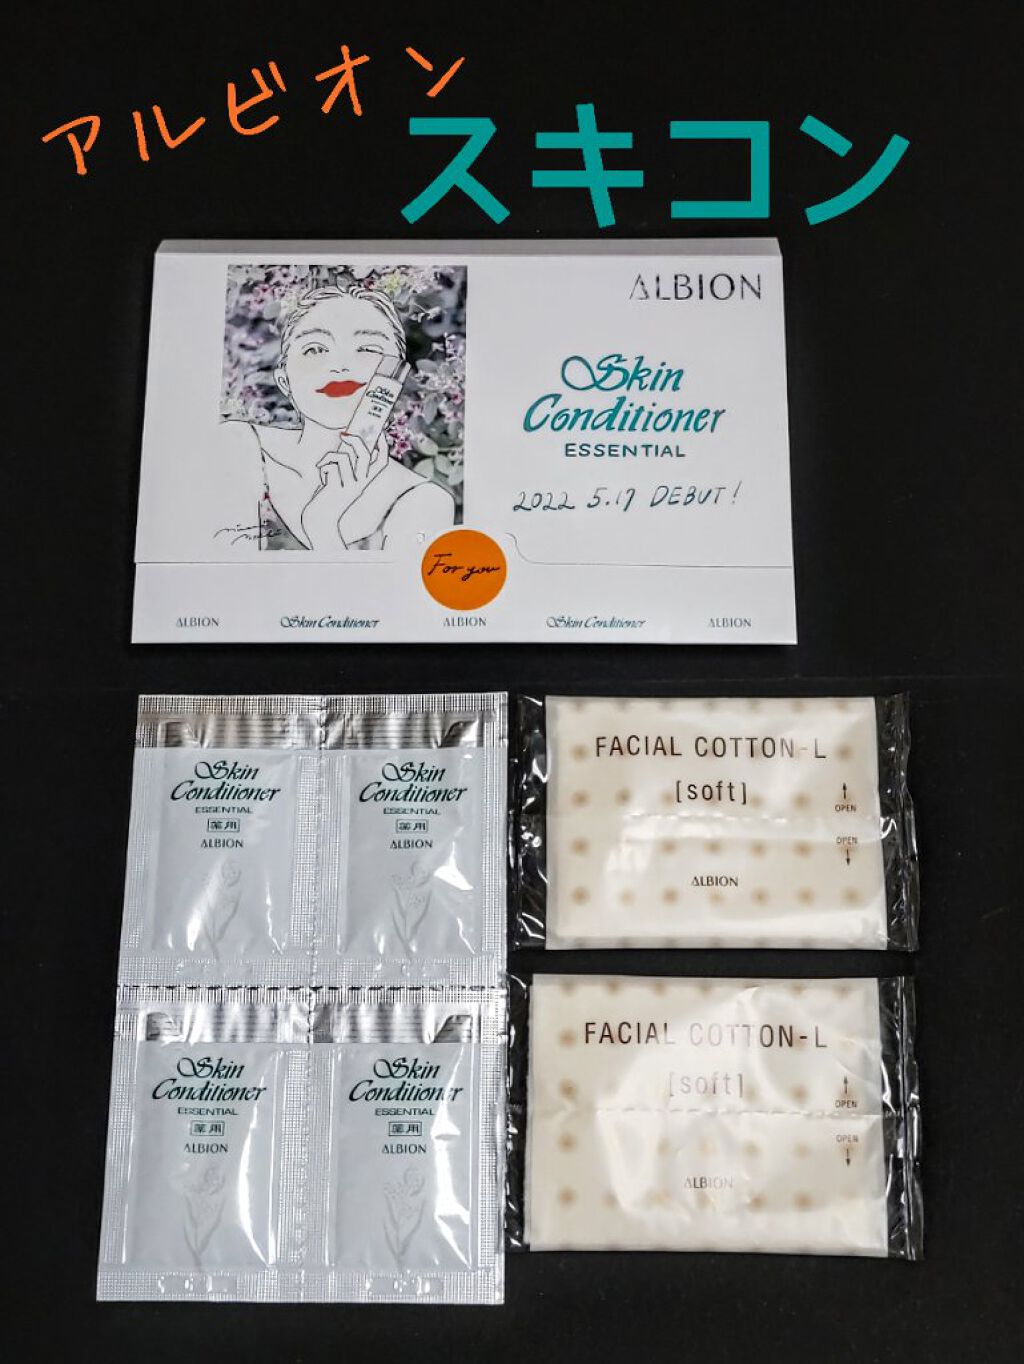 アルビオン
スキコン
ALBION
Skin
Conditioner
ESSENTIAL
2022 5.17 DEBUT!
For you
ALBION Skin Conditioner ALBION Skin Conditioner ALBION
Skin
Conditioner
ESSENTIAL
薬用
ALBION
Skin
Conditioner
ESSENTIAL
薬用
ALBION
FACIAL COTTON-L
[soft]
OPEN
OPEN
ALBION
Skin
Conditioner
ESSENTIAL
薬用
ALBION
Skin
Conditioner
ESSENTIAL
薬用
ALBION
FACIAL COTTON-L
[soft]
OPEN
OPEN
ALBION